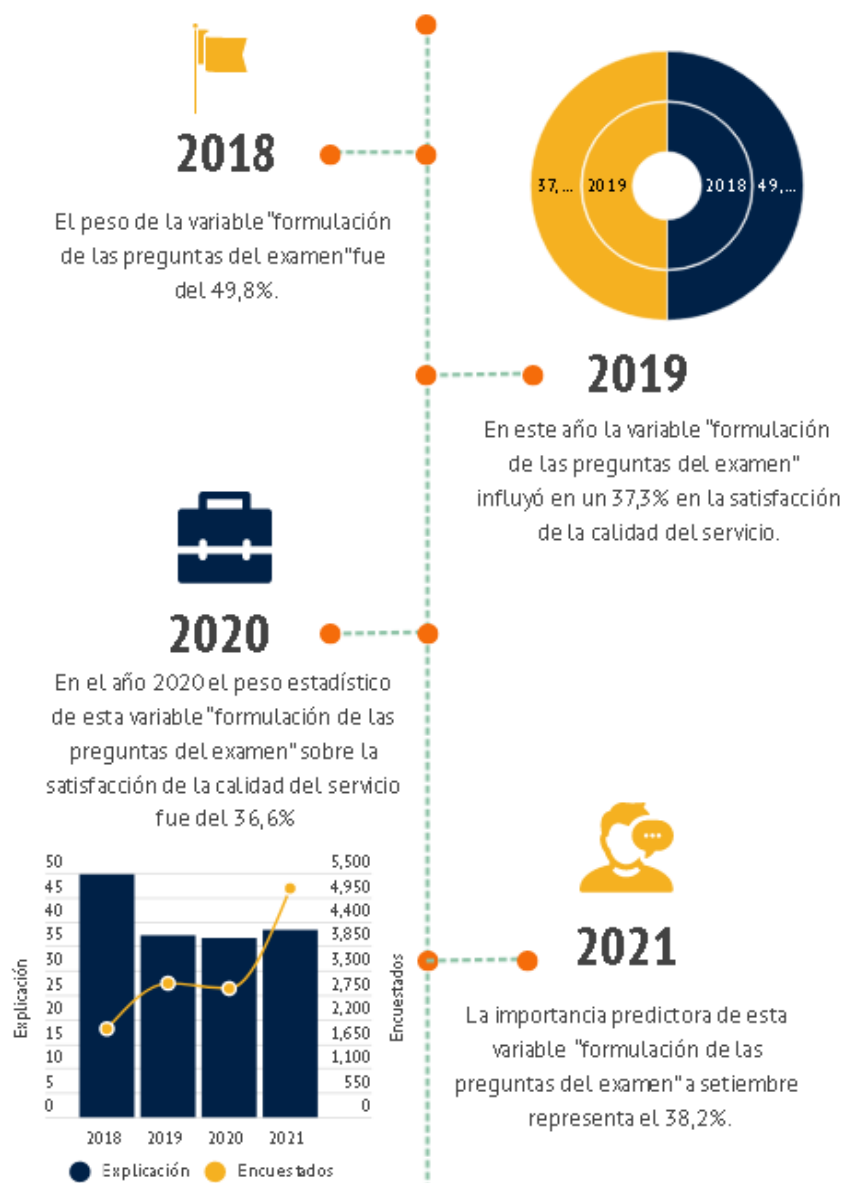 2018
El peso de la variable "formulación
de las preguntas del examen"fue
del 49,8%.
37,...
2019
2018
49,...
2019
En este año la variable "formulación
de las preguntas del examen"
influyó en un 37,3% en la satisfacción
de la calidad del servicio.
2020
En el año 2020 el peso estadístico
de esta variable "formulación de las
preguntas del examen" sobre la
satisfacción de la calidad del servicio
fue del 36,6%
50
45
40
35
30
25
20
15
10
5
0
Explicación
5,500
4,950
4,400
3,850
3,300
2,750
2,200
1,650
1,100
550
0
Encuestados
2018 2019 2020 2021
Explicación Encuestados
2021
La importancia predictora de esta
variable "formulación de las
preguntas del examen" a setiembre
representa el 38,2%.